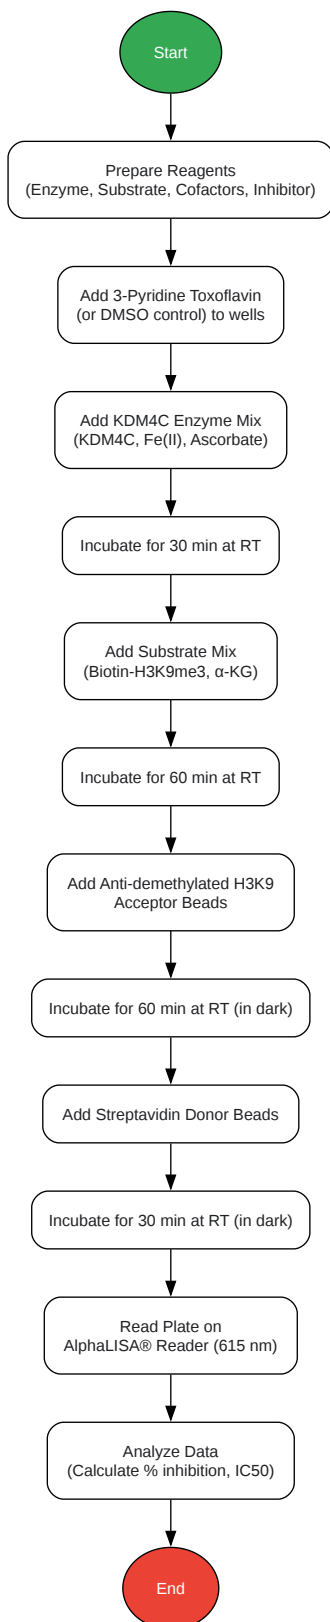 Start
Prepare Reagents
(Enzyme, Substrate, Cofactors, Inhibitor)
Add 3-Pyridine Toxoflavin
(or DMSO control) to wells
Add KDM4C Enzyme Mix
(KDM4C, Fe(II), Ascorbate)
Incubate for 30 min at RT
Add Substrate Mix
(Biotin-H3K9me3, α-KG)
Incubate for 60 min at RT
Add Anti-demethylated H3K9
Acceptor Beads
Incubate for 60 min at RT (in dark)
Add Streptavidin Donor Beads
Incubate for 30 min at RT (in dark)
Read Plate on
AlphaLISA® Reader (615 nm)
Analyze Data
(Calculate % inhibition, IC50)
End